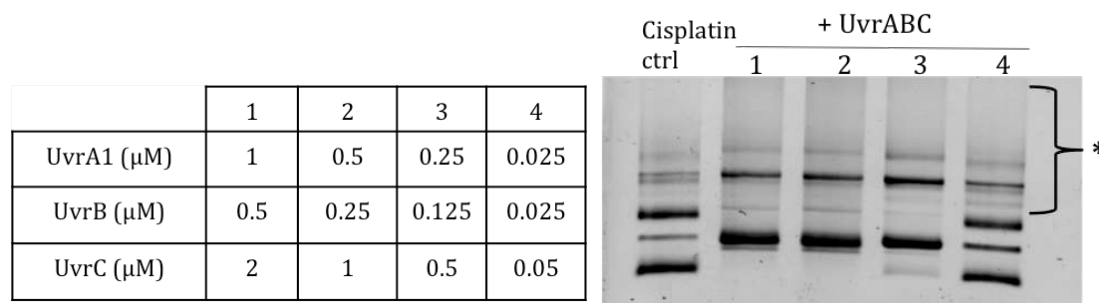 1 2 3 4
UvrA1 (μM) 1 0.5 0.25 0.025
UvrB (μM) 0.5 0.25 0.125 0.025
UvrC (μM) 2 1 0.5 0.05
Cisplatin
ctrl
+ UvrABC
1 2 3 4
*